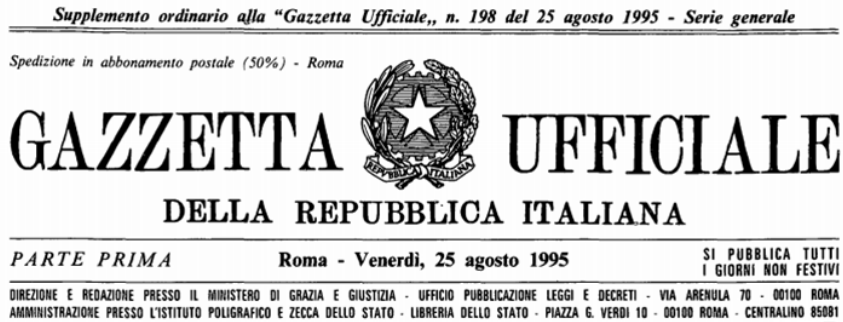 Supplemento ordinario alla “Gazzetta Ufficiale„ n. 198 del 25 agosto 1995 - Serie generale
Spedizione in abbonamento postale (50%) - Roma
GAZZETTA UFFICIALE
REPVBBLICA ITALIANA
DELLA REPUBBLICA ITALIANA
PARTE PRIMA
Roma - Venerdì, 25 agosto 1995
SI PUBBLICA TUTTI
I GIORNI NON FESTIVI
DIREZIONE E REDAZIONE PRESSO IL MINISTERO DI GRAZIA E GIUSTIZIA - UFFICIO PUBBLICAZIONE LEGGI E DECRETI - VIA ARENULA 70 - 00100 ROMA
AMMINISTRAZIONE PRESSO L'ISTITUTO POLIGRAFICO E ZECCA DELLO STATO - LIBRERIA DELLO STATO - PIAZZA G. VERDI 10 - 00100 ROMA - CENTRALINO 85081